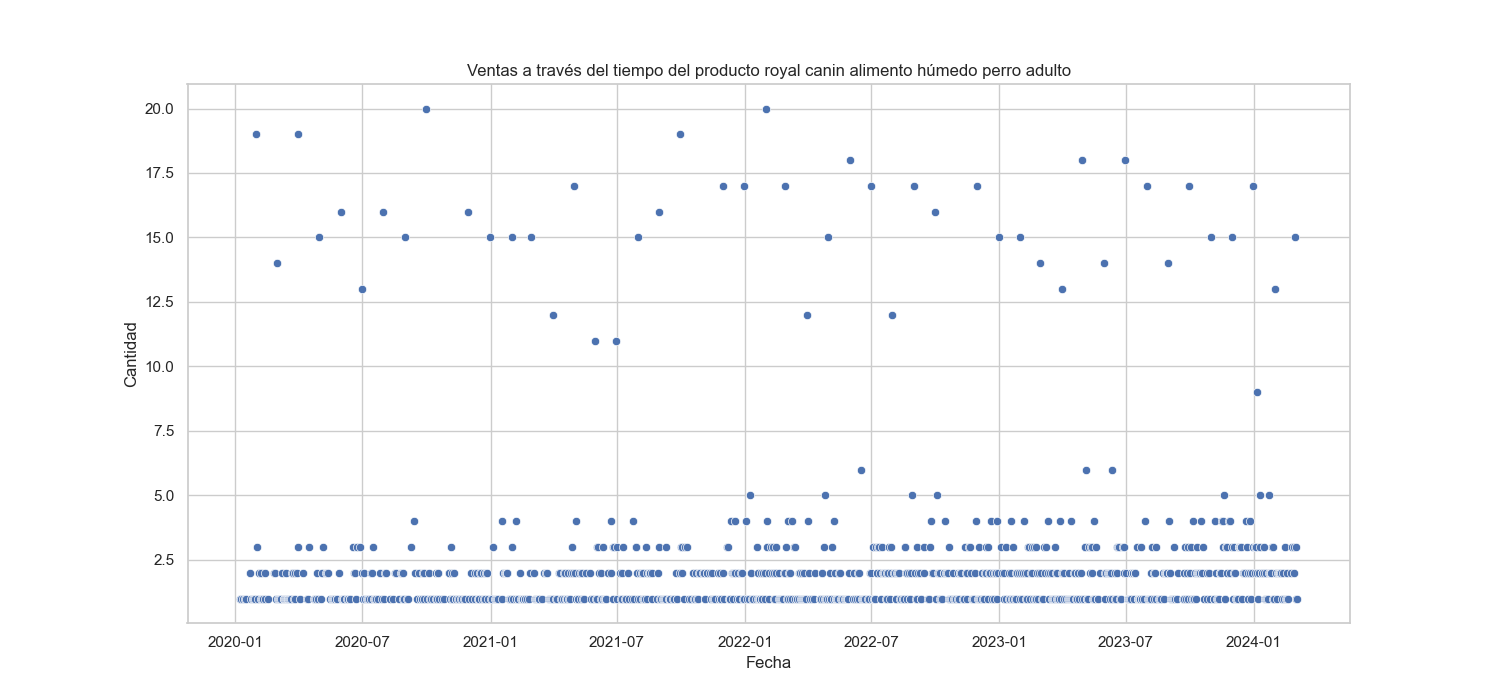 Ventas a través del tiempo del producto royal canin alimento húmedo perro adulto
20.0
17.5
15.0
12.5
10.0
7.5
5.0
2.5
Cantidad
2020-01 2020-07 2021-01 2021-07 2022-01 2022-07 2023-01 2023-07 2024-01
Fecha